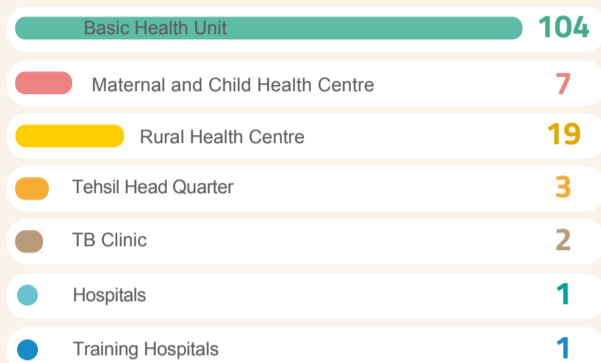 Basic Health Unit 104
Maternal and Child Health Centre 7
Rural Health Centre 19
Tehsil Head Quarter 3
TB Clinic 2
Hospitals 1
Training Hospitals 1